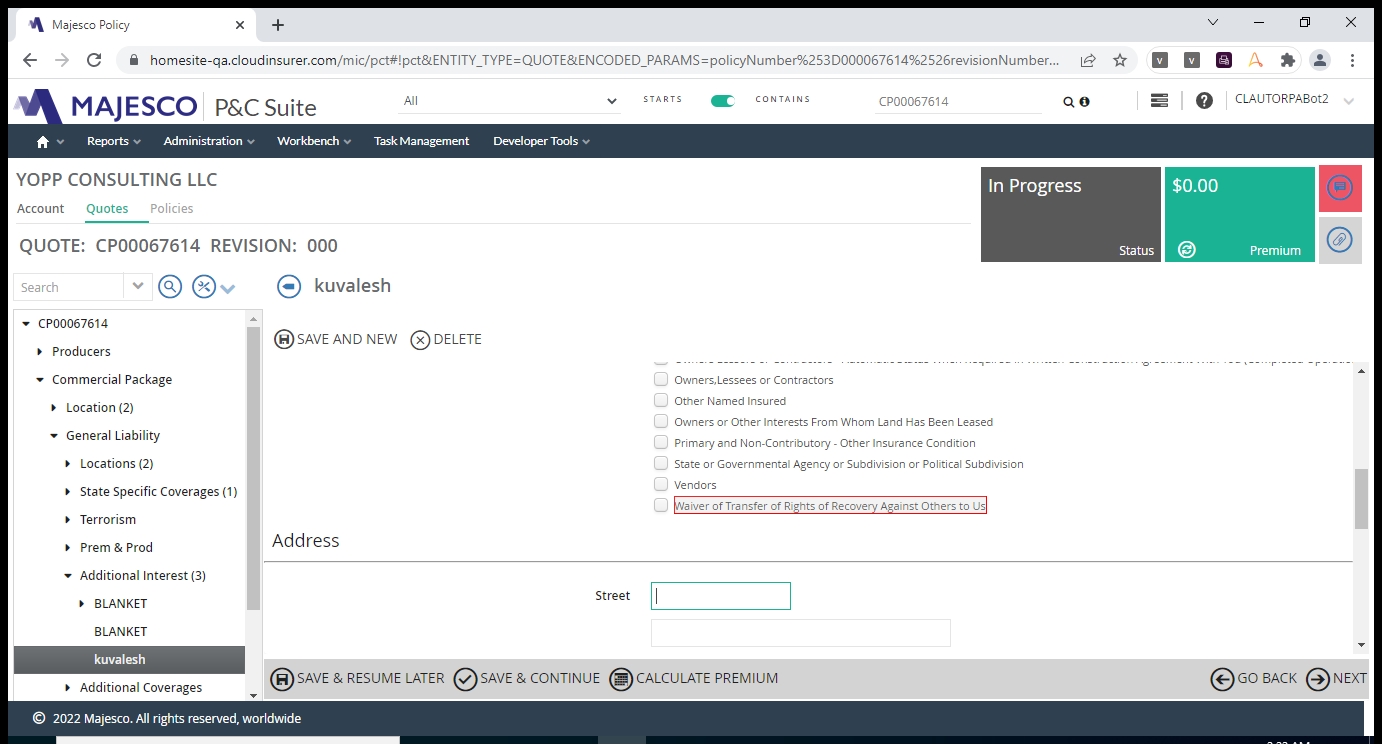 Majesco Policy
homesite-qa.cloudinsurer.com/mic/pct#!pct&ENTITY_TYPE=QUOTE&ENCODED_PARAMS=policyNumber%253D000067614%2526revisionNumber...
v v
MAJESCO P&C Suite
All
STARTS CONTAINS
CP00067614
CLAUTORPABot2
Reports Administration Workbench Task Management Developer Tools
YOPP CONSULTING LLC
Account Quotes Policies
In Progress
Status
$0.00
Premium
QUOTE: CP00067614 REVISION: 000
Search
kuvalesh
SAVE AND NEW DELETE
CP00067614
Producers
Commercial Package
Location (2)
General Liability
Locations (2)
State Specific Coverages (1)
Terrorism
Prem & Prod
Additional Interest (3)
BLANKET
BLANKET
kuvalesh
Additional Coverages
Owners,Lessees or Contractors
Other Named Insured
Owners or Other Interests From Whom Land Has Been Leased
Primary and Non-Contributory - Other Insurance Condition
State or Governmental Agency or Subdivision or Political Subdivision
Vendors
Waiver of Transfer of Rights of Recovery Against Others to Us
Address
Street
SAVE & RESUME LATER SAVE & CONTINUE CALCULATE PREMIUM GO BACK NEXT
© 2022 Majesco. All rights reserved, worldwide